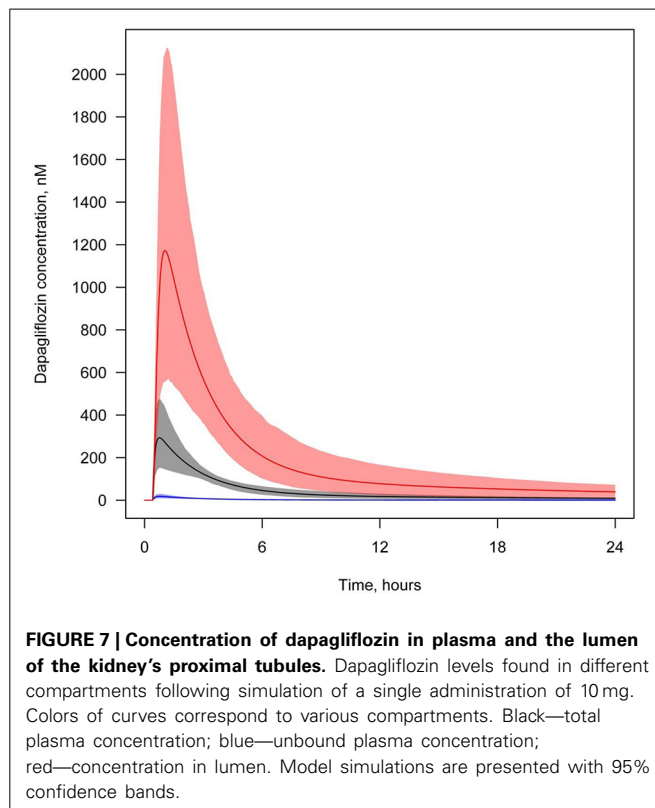 2000
1800
1600
1400
1200
1000
800
600
400
200
0
Dapagliflozin concentration, nM
0 6 12 18 24
Time, hours
FIGURE 7 | Concentration of dapagliflozin in plasma and the lumen
of the kidney's proximal tubules. Dapagliflozin levels found in different
compartments following simulation of a single administration of 10 mg.
Colors of curves correspond to various compartments. Black—total
plasma concentration; blue—unbound plasma concentration;
red—concentration in lumen. Model simulations are presented with 95%
confidence bands.